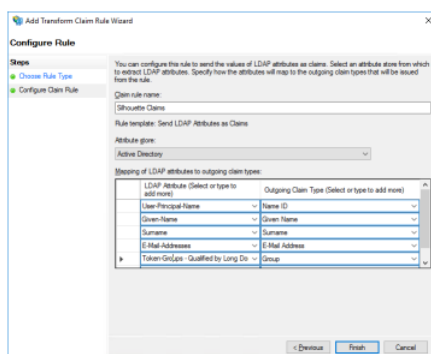 Add Transform Claim Rule Wizard
Configure Rule
Steps
Choose Rule Type
Configure Claim Rule
You can configure this rule to send the values of LDAP attributes as claims. Select an attribute store from which
to extract LDAP attributes. Specify how the attributes will map to the outgoing claim types that will be issued
from the rule.
Claim rule name:
Silhouette Claims
Rule template: Send LDAP Attributes as Claims
Attribute store:
Active Directory
Mapping of LDAP attributes to outgoing claim types:
LDAP Attribute (Select or type to
add more)
Outgoing Claim Type (Select or type to add more)
User-Principal-Name Name ID
Given-Name Given Name
Surname Surname
E-Mail-Addresses E-Mail Address
Token-Groups - Qualified by Long Do Group
< Previous Finish Cancel